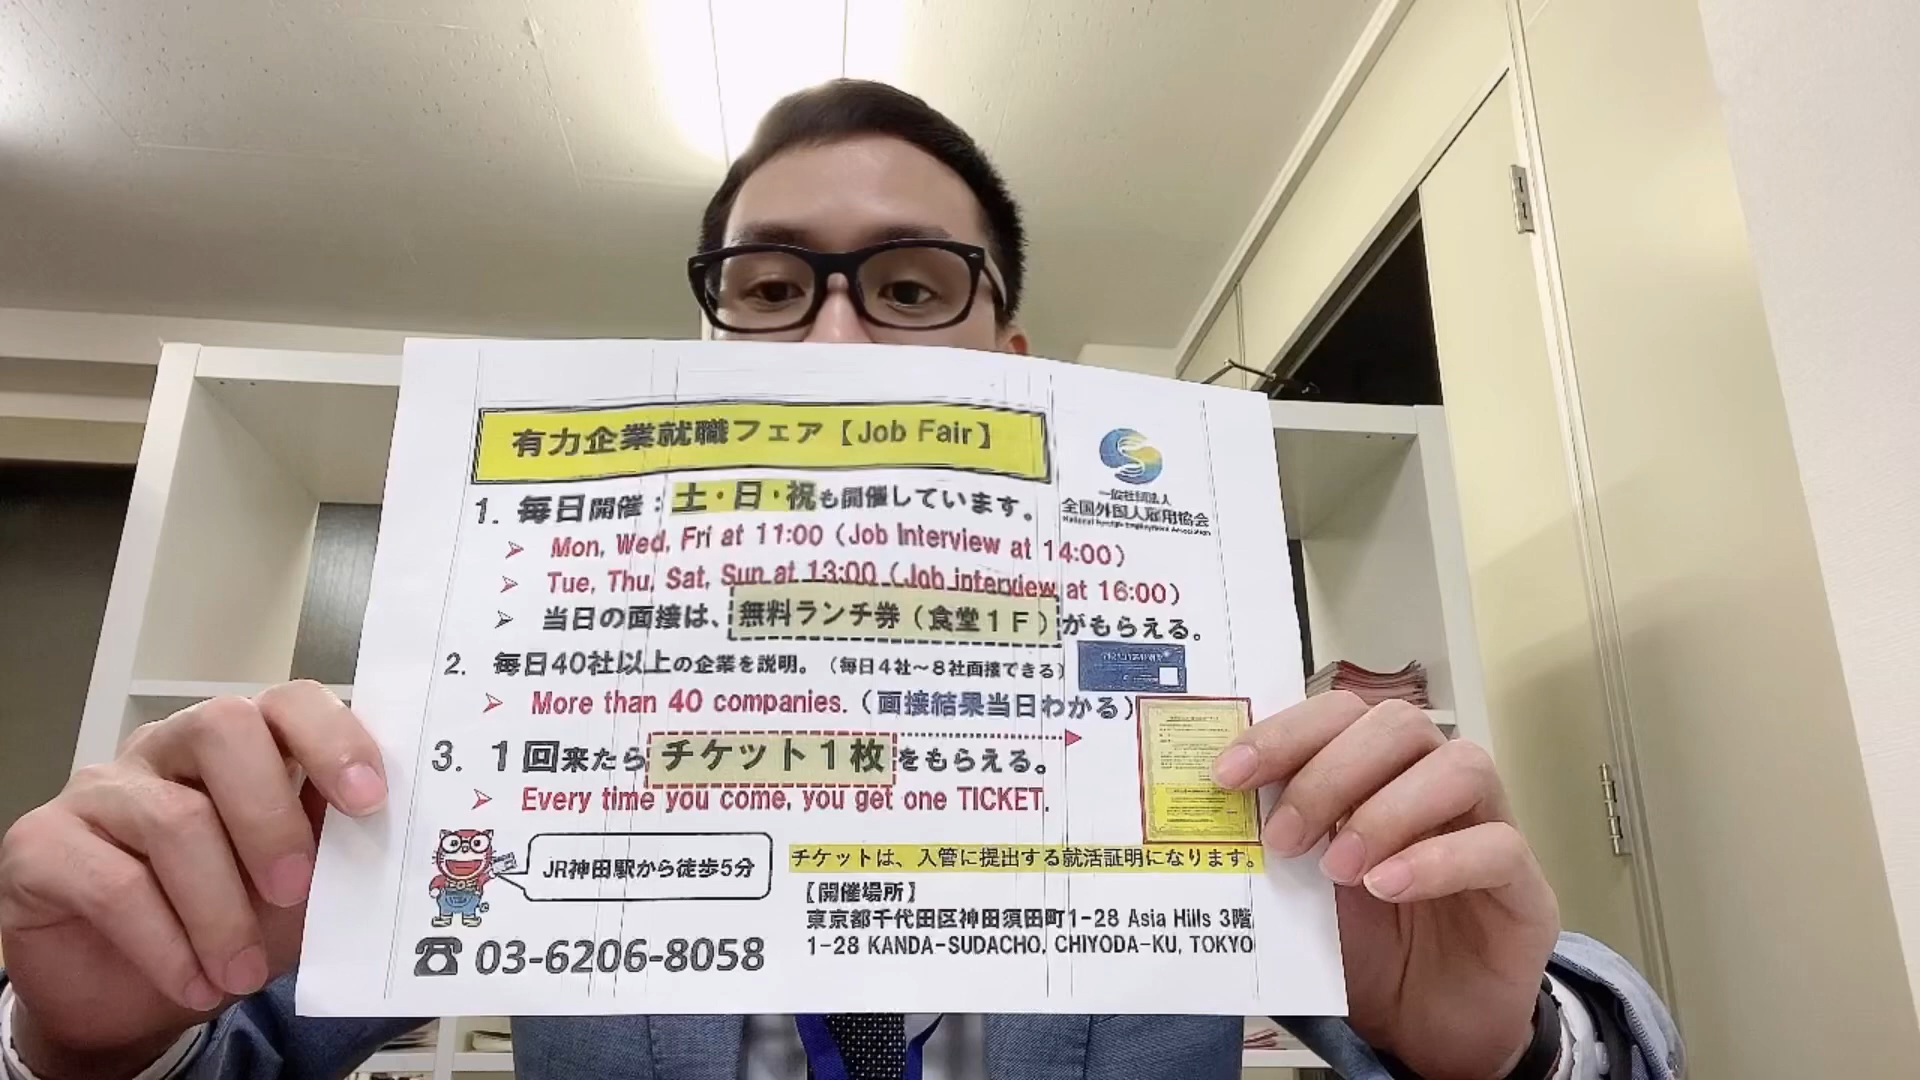 有力企業就職フェア【Job Fair】
一般社団法人
全国外国人雇用協会
National Foreign Employment Association
1. 毎日開催：土・日・祝も開催しています。
➢ Mon, Wed, Fri at 11:00 (Job Interview at 14:00)
➢ Tue, Thu, Sat, Sun at 13:00 (Job interview at 16:00)
➢ 当日の面接は、無料ランチ券（食堂１Ｆ）がもらえる。
2. 毎日40社以上の企業を説明。（毎日４社～８社面接できる）
➢ More than 40 companies.（面接結果当日わかる）
3. １回来たらチケット１枚をもらえる。
➢ Every time you come, you get one TICKET.
JR神田駅から徒歩5分
チケットは、入管に提出する就活証明になります。
【開催場所】
東京都千代田区神田須田町1-28 Asia Hills 3階
1-28 KANDA-SUDACHO, CHIYODA-KU, TOKYO
☎ 03-6206-8058